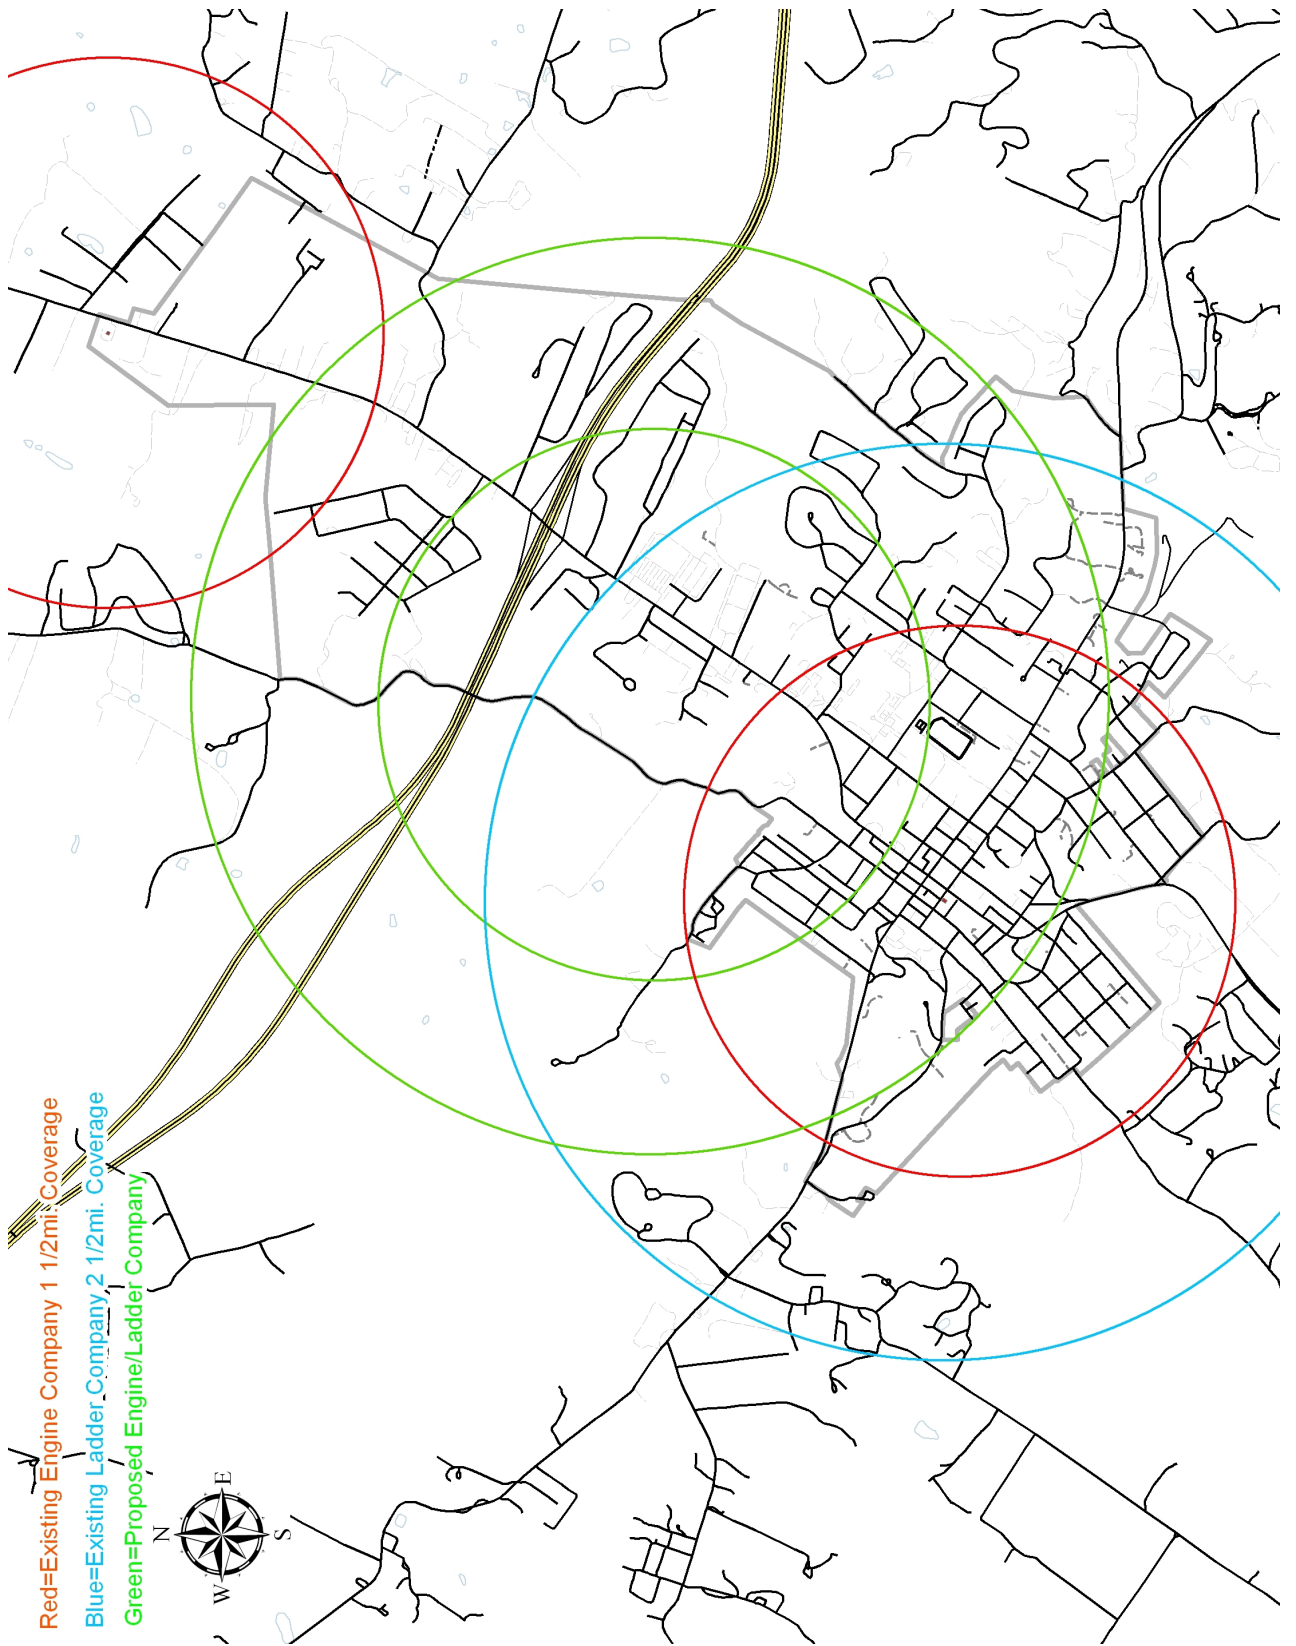 Red=Existing Engine Company 1 1/2mi. Coverage
Blue=Existing Ladder Company 2 1/2mi. Coverage
Green=Proposed Engine/Ladder Company
N
E
S
W